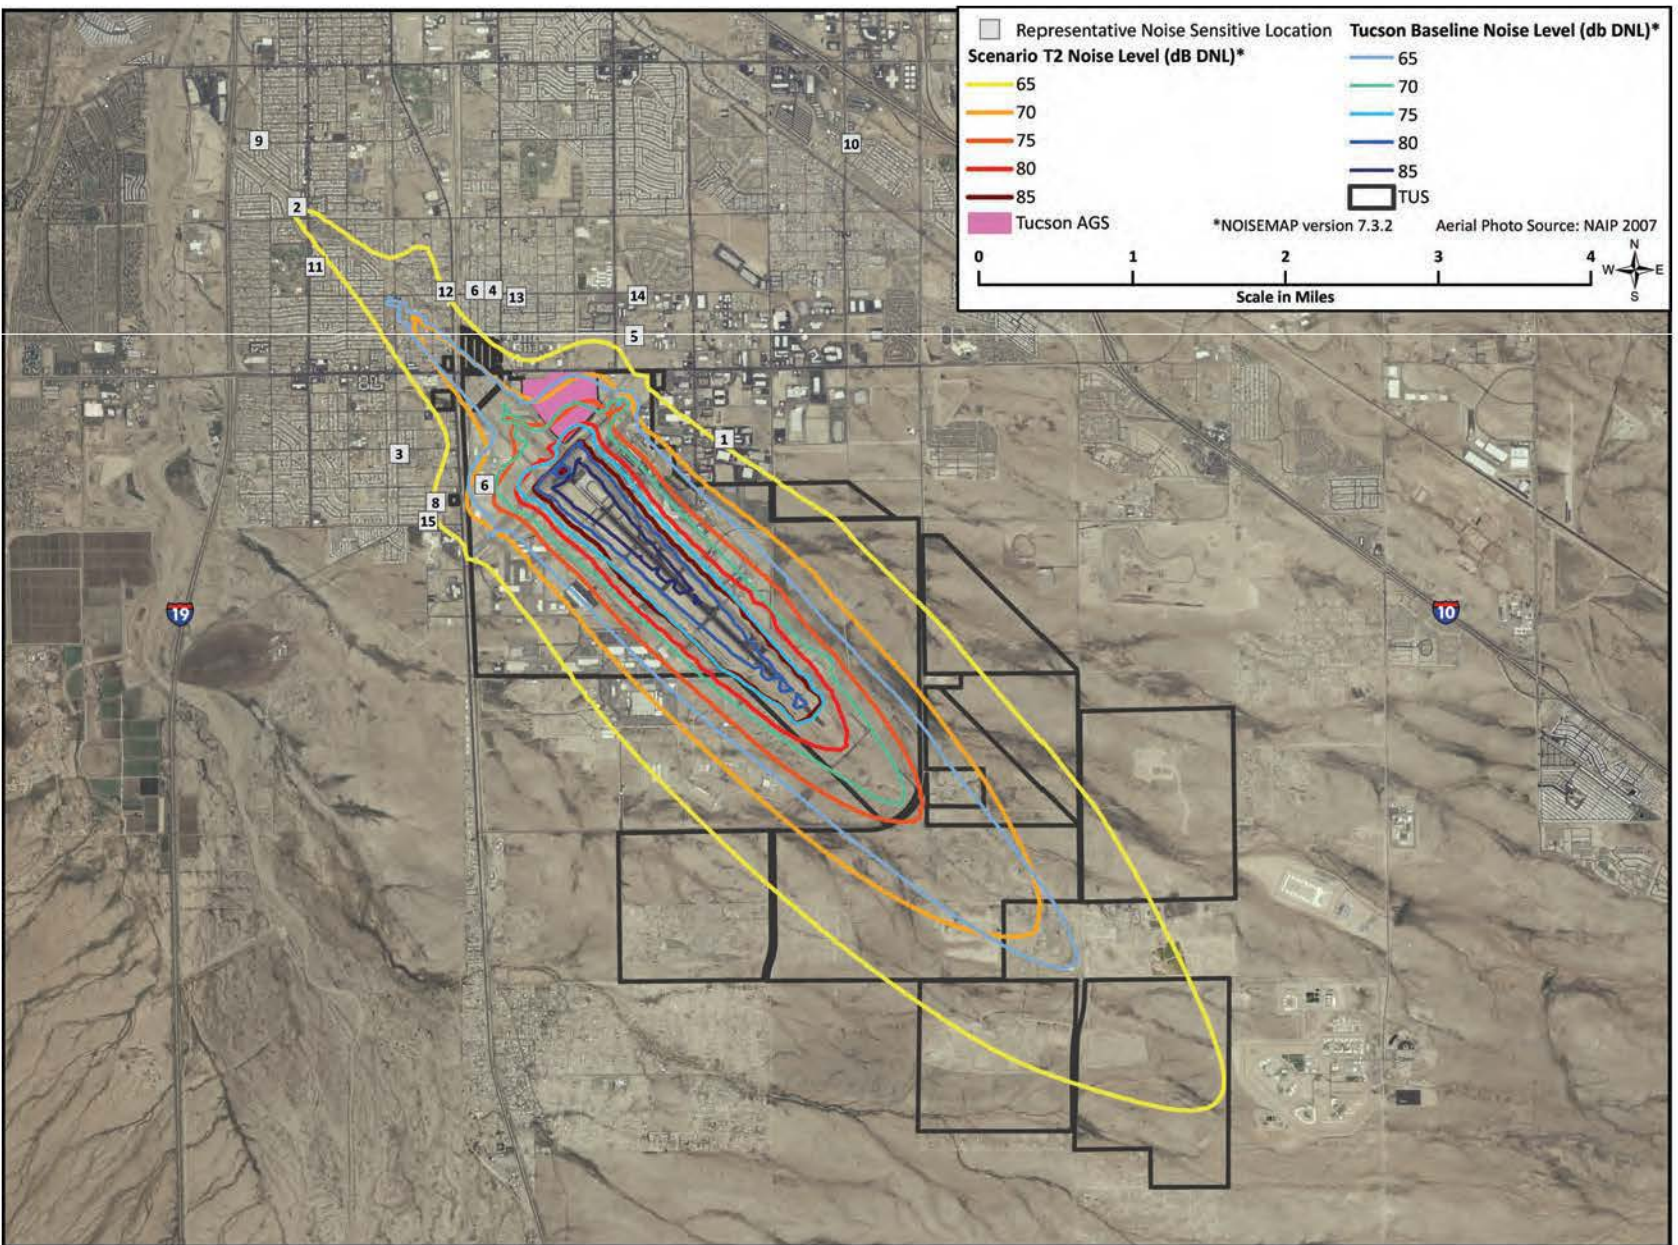 Representative Noise Sensitive Location
Scenario T2 Noise Level (dB DNL)*
65
70
75
80
85
Tucson AGS
Tucson Baseline Noise Level (db DNL)*
65
70
75
80
85
TUS
*NOISEMAP version 7.3.2
Aerial Photo Source: NAIP 2007
0 1 2 3 4
Scale in Miles
N
W E
S
9
10
2
11
12 6 4 13
14
5
1
3
6
8
15
19
10